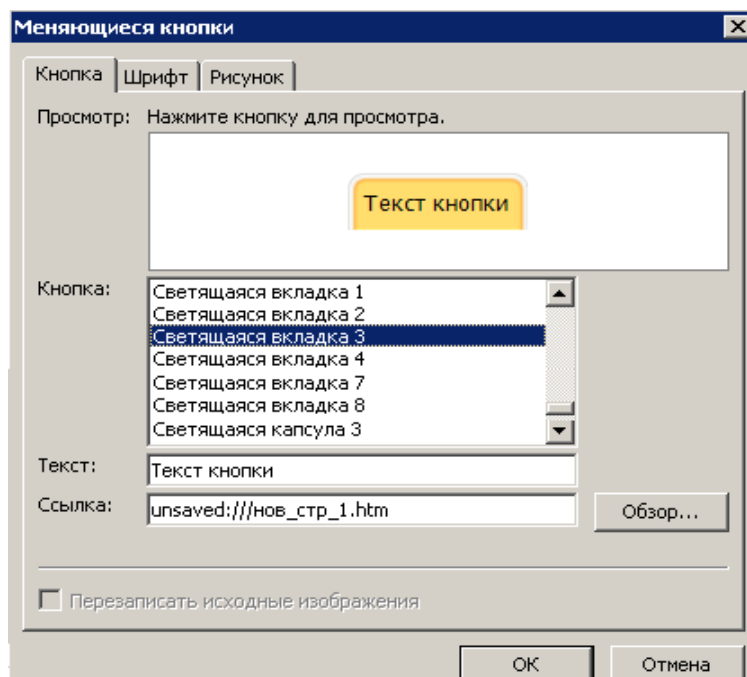 Меняющиеся кнопки
Кнопка Шрифт Рисунок
Просмотр: Нажмите кнопку для просмотра.
Текст кнопки
Кнопка:
Светящаяся вкладка 1
Светящаяся вкладка 2
Светящаяся вкладка 3
Светящаяся вкладка 4
Светящаяся вкладка 7
Светящаяся вкладка 8
Светящаяся капсула 3
Текст: Текст кнопки
Ссылка: unsaved:///нов_стр_1.htm Обзор...
Перезаписать исходные изображения
ОК Отмена